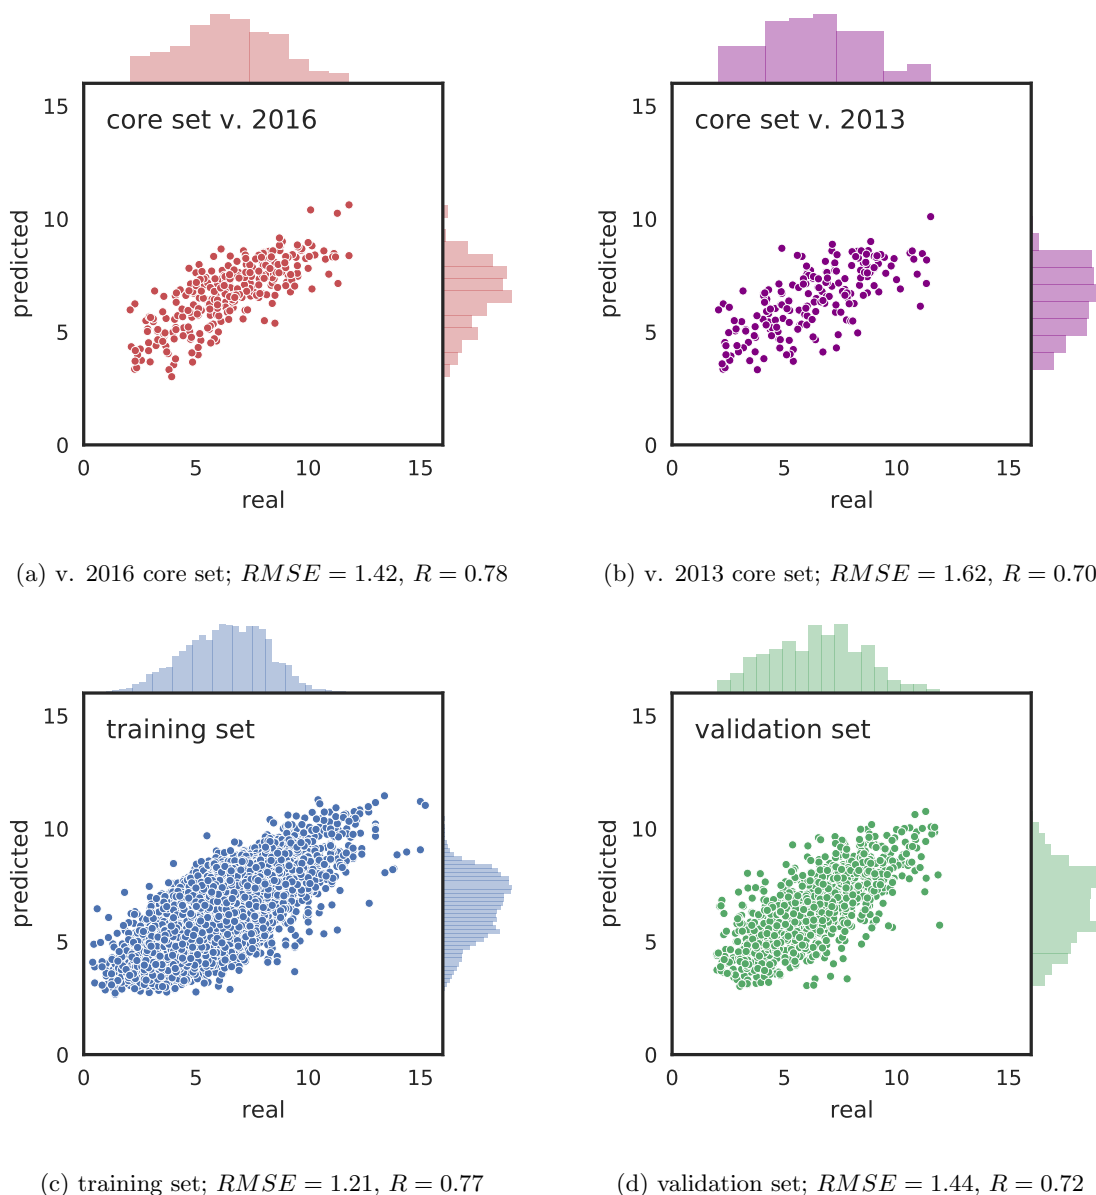 core set v. 2016
15
10
5
0
predicted
0 5 10 15
real
(a) v. 2016 core set; RMSE = 1.42, R = 0.78
core set v. 2013
15
10
5
0
predicted
0 5 10 15
real
(b) v. 2013 core set; RMSE = 1.62, R = 0.70
training set
15
10
5
0
predicted
0 5 10 15
real
(c) training set; RMSE = 1.21, R = 0.77
validation set
15
10
5
0
predicted
0 5 10 15
real
(d) validation set; RMSE = 1.44, R = 0.72